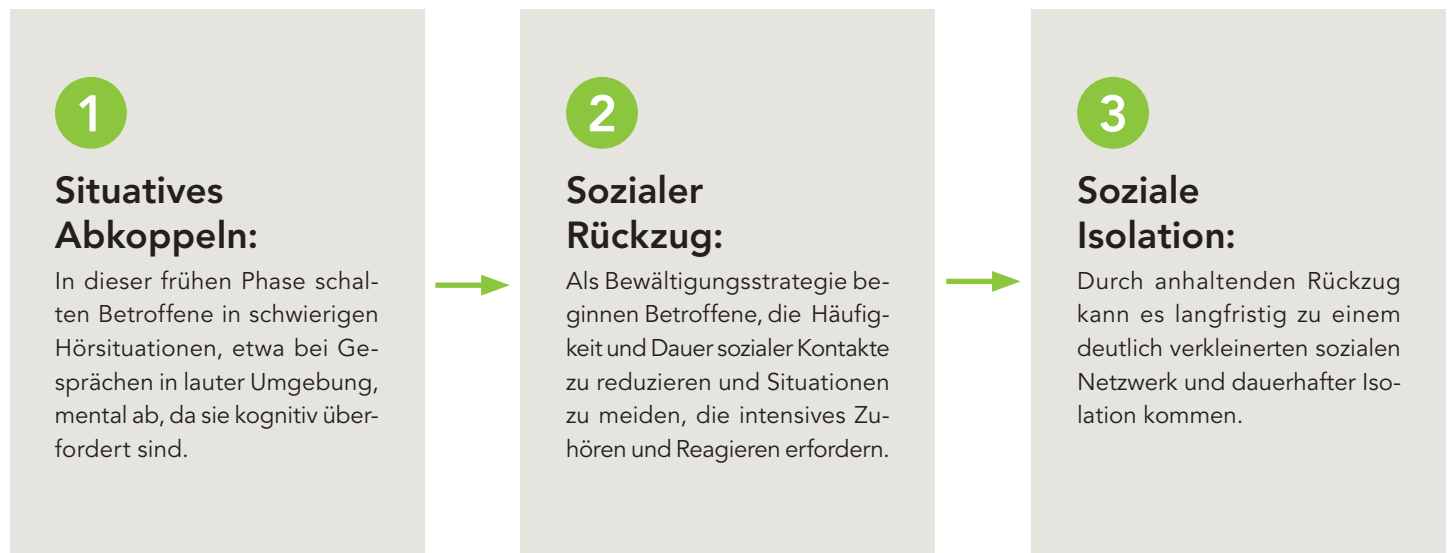 1
Situatives
Abkoppeln:
In dieser frühen Phase schal-
ten Betroffene in schwierigen
Hörsituationen, etwa bei Ge-
sprächen in lauter Umgebung,
mental ab, da sie kognitiv über-
fordert sind.
2
Sozialer
Rückzug:
Als Bewältigungsstrategie be-
ginnen Betroffene, die Häufig-
keit und Dauer sozialer Kontakte
zu reduzieren und Situationen
zu meiden, die intensives Zu-
hören und Reagieren erfordern.
3
Soziale
Isolation:
Durch anhaltenden Rückzug
kann es langfristig zu einem
deutlich verkleinerten sozialen
Netzwerk und dauerhafter Iso-
lation kommen.